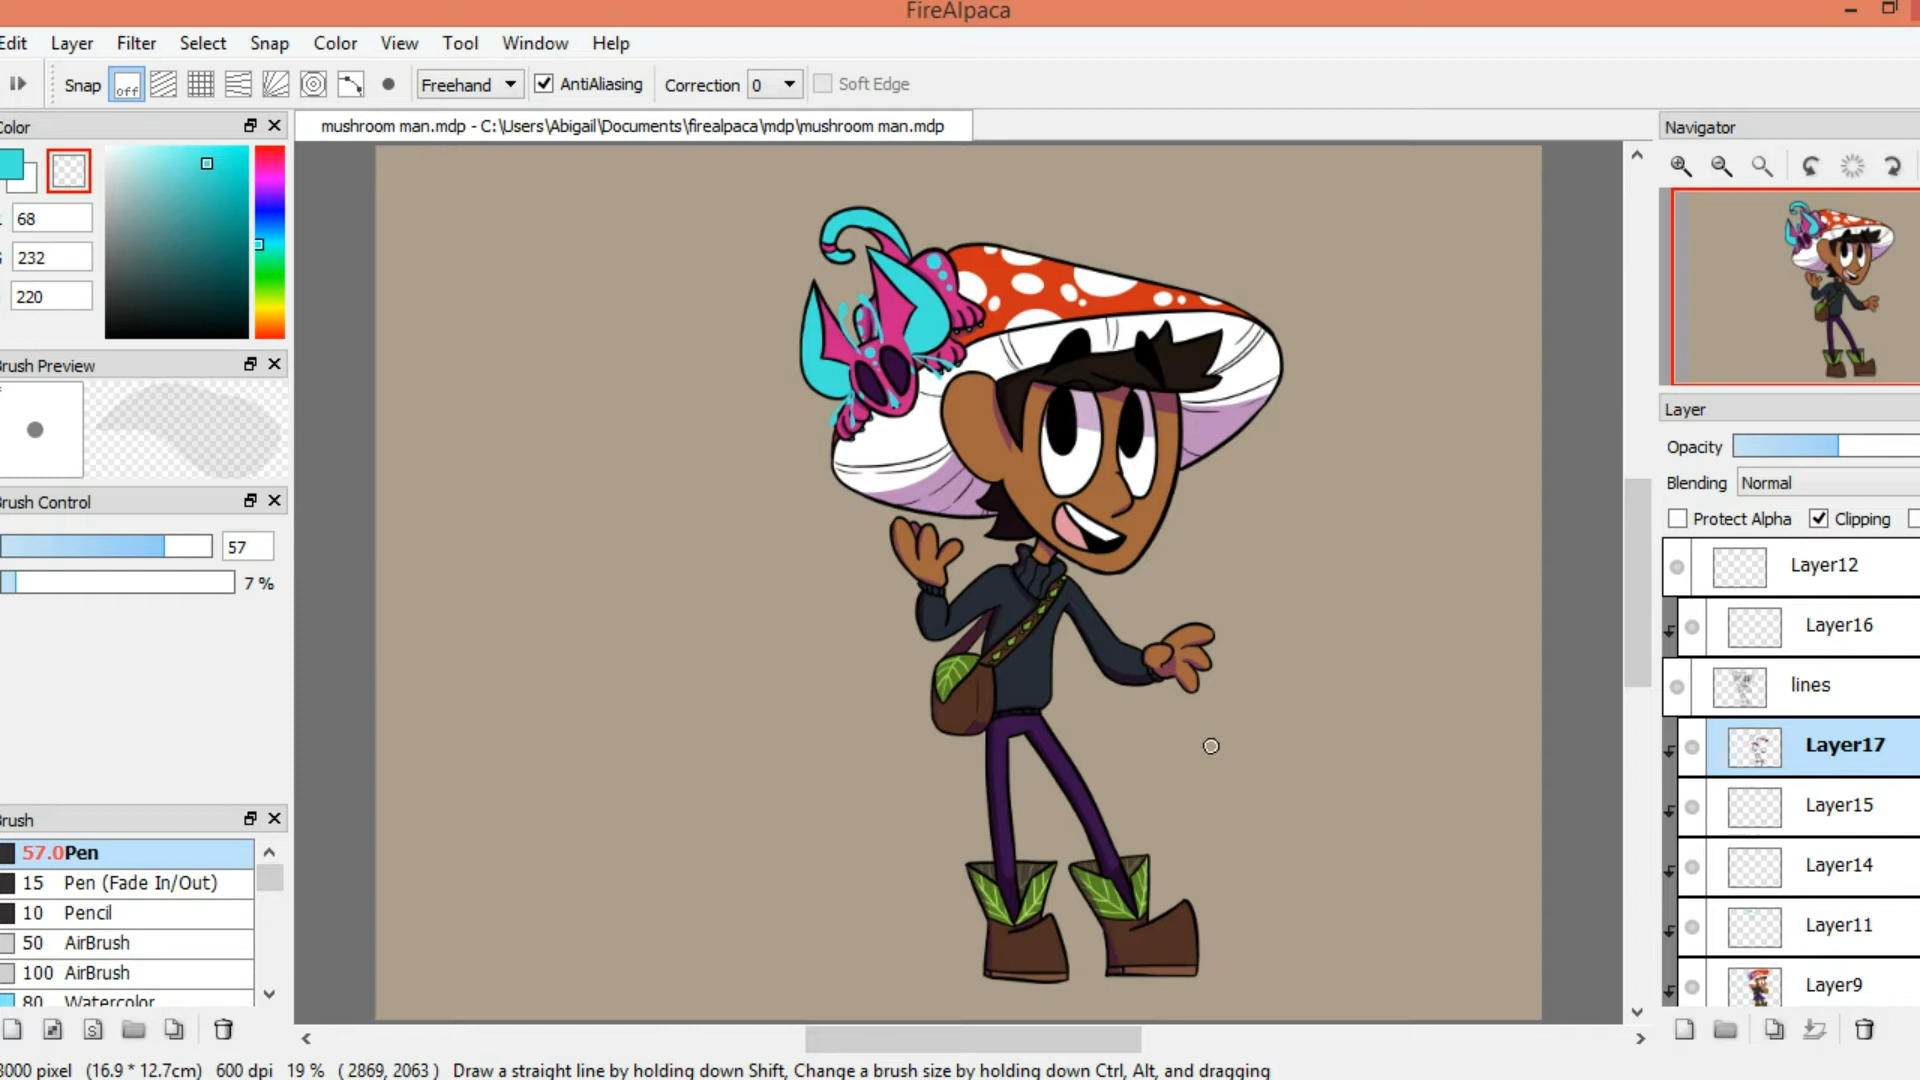 FireAlpaca
Edit Layer Filter Select Snap Color View Tool Window Help
Snap off Freehand AntiAliasing Correction 0 Soft Edge
Color
mushroom man.mdp - C:\Users\Abigail\Documents\firealpaca\mdp\mushroom man.mdp
Navigator
68
232
220
Brush Preview
Layer
Opacity
Blending Normal
Protect Alpha Clipping
Brush Control
57
7 %
Layer12
Layer16
lines
Layer17
Layer15
Layer14
Layer11
Layer9
Brush
57.0Pen
15 Pen (Fade In/Out)
10 Pencil
50 AirBrush
100 AirBrush
80 Watercolor
S
3000 pixel (16.9 * 12.7cm) 600 dpi 19 % ( 2869, 2063 ) Draw a straight line by holding down Shift, Change a brush size by holding down Ctrl, Alt, and dragging